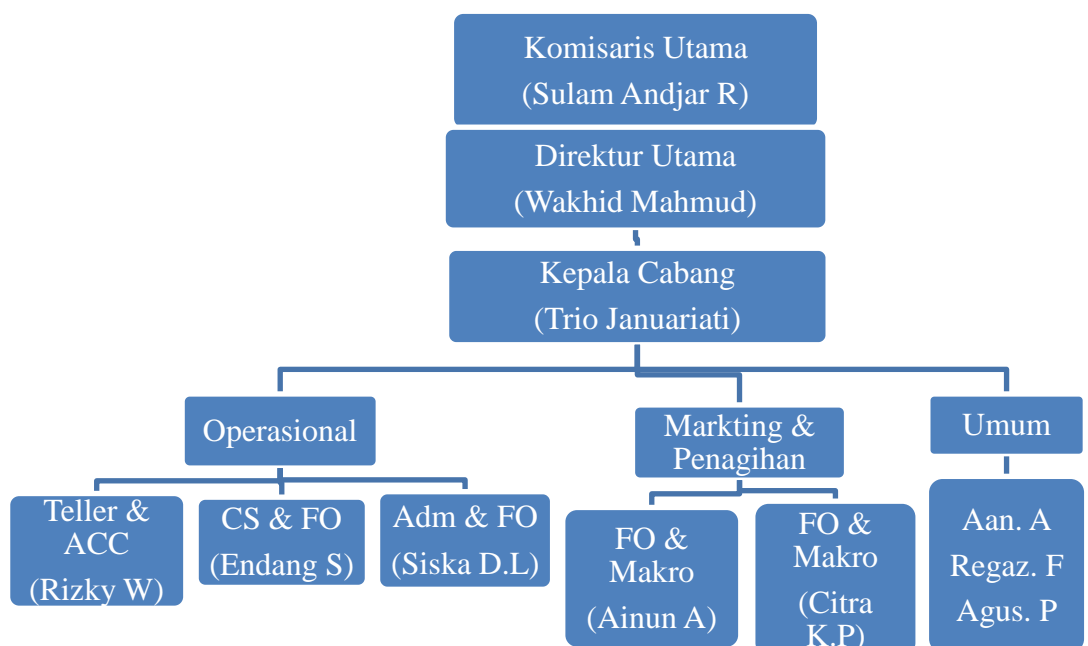 Komisaris Utama
(Sulam Andjar R)
Direktur Utama
(Wakhid Mahmud)
Kepala Cabang
(Trio Januariati)
Operasional
Markting &
Penagihan
Umum
Teller &
ACC
(Rizky W)
CS & FO
(Endang S)
Adm & FO
(Siska D.L)
FO &
Makro
(Ainun A)
FO &
Makro
(Citra
K.P)
Aan. A
Regaz. F
Agus. P